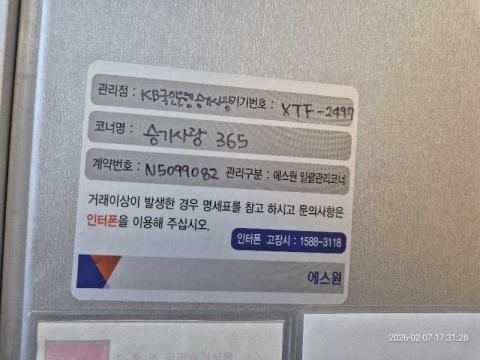 관리점 : KB국민은행 승기사랑 기기번호 : XTF-2497
코너명 : 승기사랑 365
계약번호 : N5099082 관리구분 : 에스원 일괄관리코너
거래이상이 발생한 경우 명세표를 참고 하시고 문의사항은
인터폰을 이용해 주십시오.
인터폰 고장시 : 1588-3118
에스원
2026-02-07 17:31:28